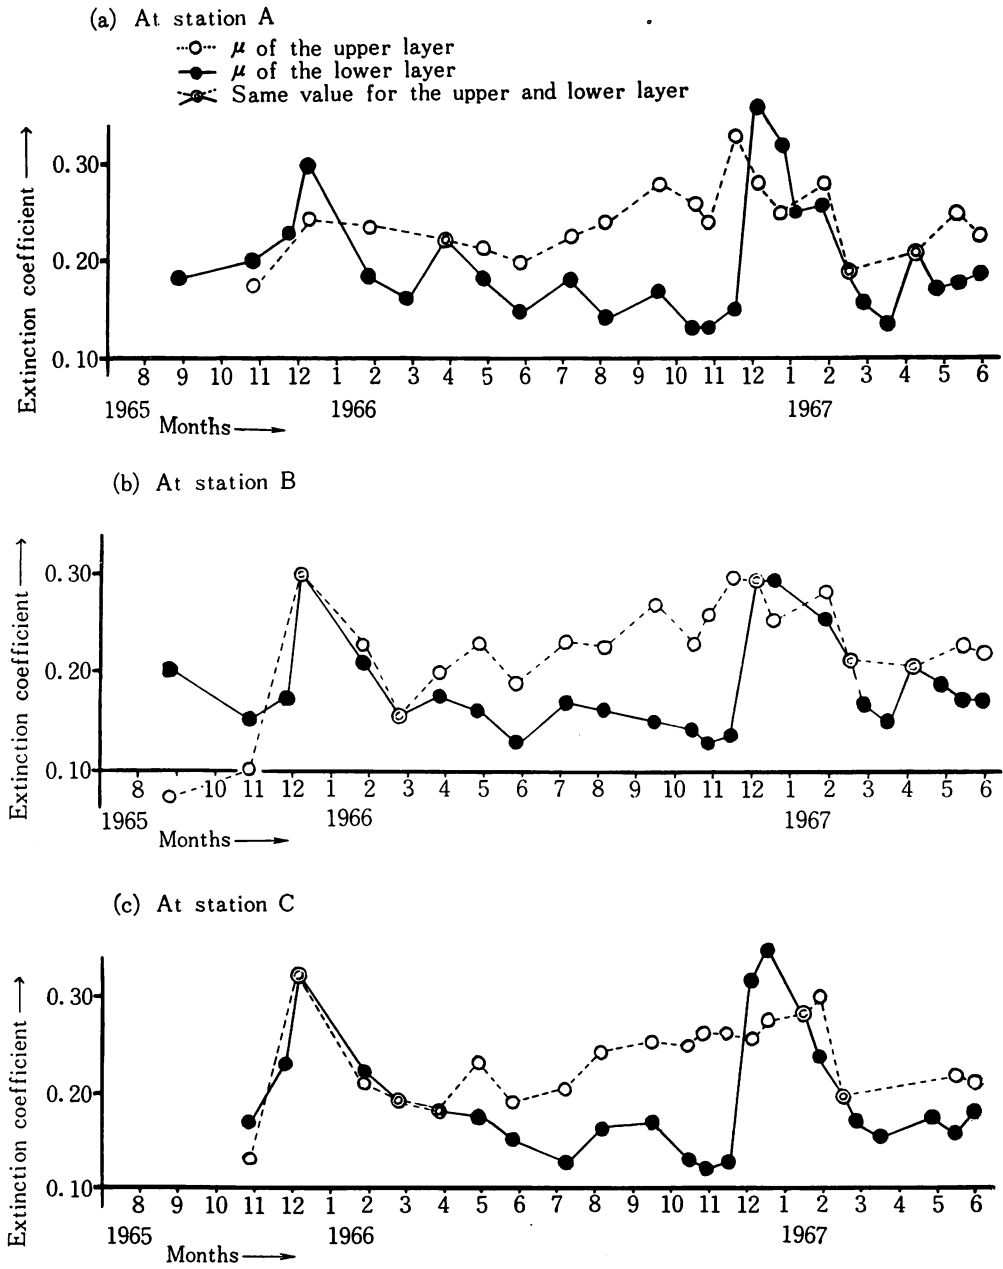 (a) At station A
μ of the upper layer
μ of the lower layer
Same value for the upper and lower layer
Extinction coefficient
0.30
0.20
0.10
8 9 10 11 12 1 2 3 4 5 6 7 8 9 10 11 12 1 2 3 4 5 6
1965 1966 1967
Months
(b) At station B
Extinction coefficient
0.30
0.20
0.10
8 10 11 12 1 2 3 4 5 6 7 8 9 10 11 12 1 2 3 4 5 6
1965 1966 1967
Months
(c) At station C
Extinction coefficient
0.30
0.20
0.10
8 9 10 11 12 1 2 3 4 5 6 7 8 9 10 11 12 1 2 3 4 5 6
1965 1966 1967
Months